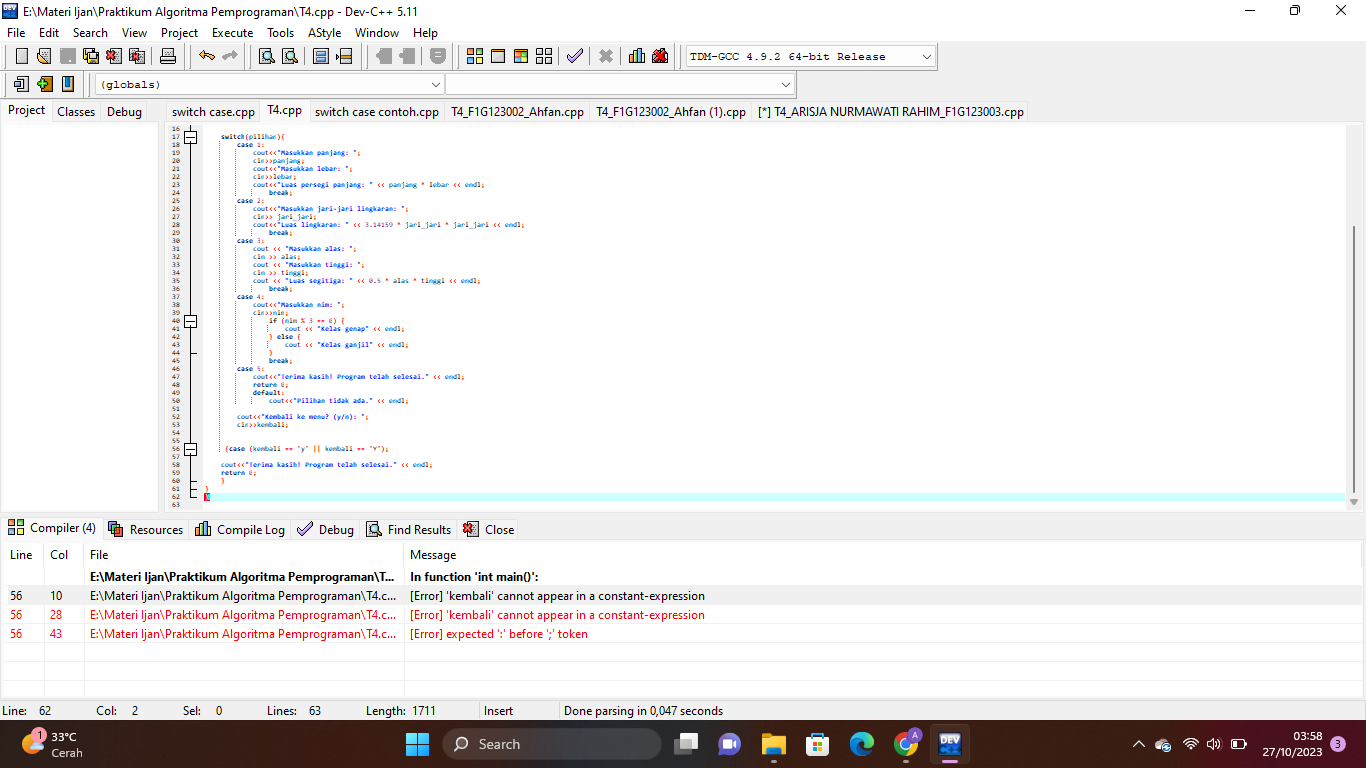 E:\Materi Ijan\Praktikum Algoritma Pemprograman\T4.cpp - Dev-C++ 5.11
File Edit Search View Project Execute Tools AStyle Window Help
TDM-GCC 4.9.2 64-bit Release
(globals)
Project Classes Debug
switch case.cpp T4.cpp switch case contoh.cpp T4_F1G123002_Ahfan.cpp T4_F1G123002_Ahfan (1).cpp [*] T4_ARISJA NURMAWATI RAHIM_F1G123003.cpp
16
17 switch(pilihan){
18 case 1:
19 cout<<"Masukkan panjang: ";
20 cin>>panjang;
21 cout<<"Masukkan lebar: ";
22 cin>>lebar;
23 cout<<"Luas persegi panjang: " << panjang * lebar << endl;
24 break;
25 case 2:
26 cout<<"Masukkan jari-jari lingkaran: ";
27 cin>> jari_jari;
28 cout<<"Luas lingkaran: " << 3.14159 * jari_jari * jari_jari << endl;
29 break;
30 case 3:
31 cout << "Masukkan alas: ";
32 cin >> alas;
33 cout << "Masukkan tinggi: ";
34 cin >> tinggi;
35 cout << "Luas segitiga: " << 0.5 * alas * tinggi << endl;
36 break;
37 case 4:
38 cout<<"Masukkan nim: ";
39 cin>>nim;
40 if (nim % 3 == 0) {
41 cout << "Kelas genap" << endl;
42 } else {
43 cout << "Kelas ganjil" << endl;
44 }
45 break;
46 case 5:
47 cout<<"Terima kasih! Program telah selesai." << endl;
48 return 0;
49 default:
50 cout<<"Pilihan tidak ada." << endl;
51
52 cout<<"Kembali ke menu? (y/n): ";
53 cin>>kembali;
54
55
56 {case (kembali == 'y' || kembali == 'Y');
57
58 cout<<"Terima kasih! Program telah selesai." << endl;
59 return 0;
60 }
61 }
62 }
63
Compiler (4) Resources Compile Log Debug Find Results Close
Line Col File Message
E:\Materi Ijan\Praktikum Algoritma Pemprograman\T... In function 'int main()':
56 10 E:\Materi Ijan\Praktikum Algoritma Pemprograman\T4.c... [Error] 'kembali' cannot appear in a constant-expression
56 28 E:\Materi Ijan\Praktikum Algoritma Pemprograman\T4.c... [Error] 'kembali' cannot appear in a constant-expression
56 43 E:\Materi Ijan\Praktikum Algoritma Pemprograman\T4.c... [Error] expected ':' before ';' token
Line: 62 Col: 2 Sel: 0 Lines: 63 Length: 1711 Insert Done parsing in 0,047 seconds
1
33°C
Cerah
Search
A
DEV
03:58
27/10/2023
3